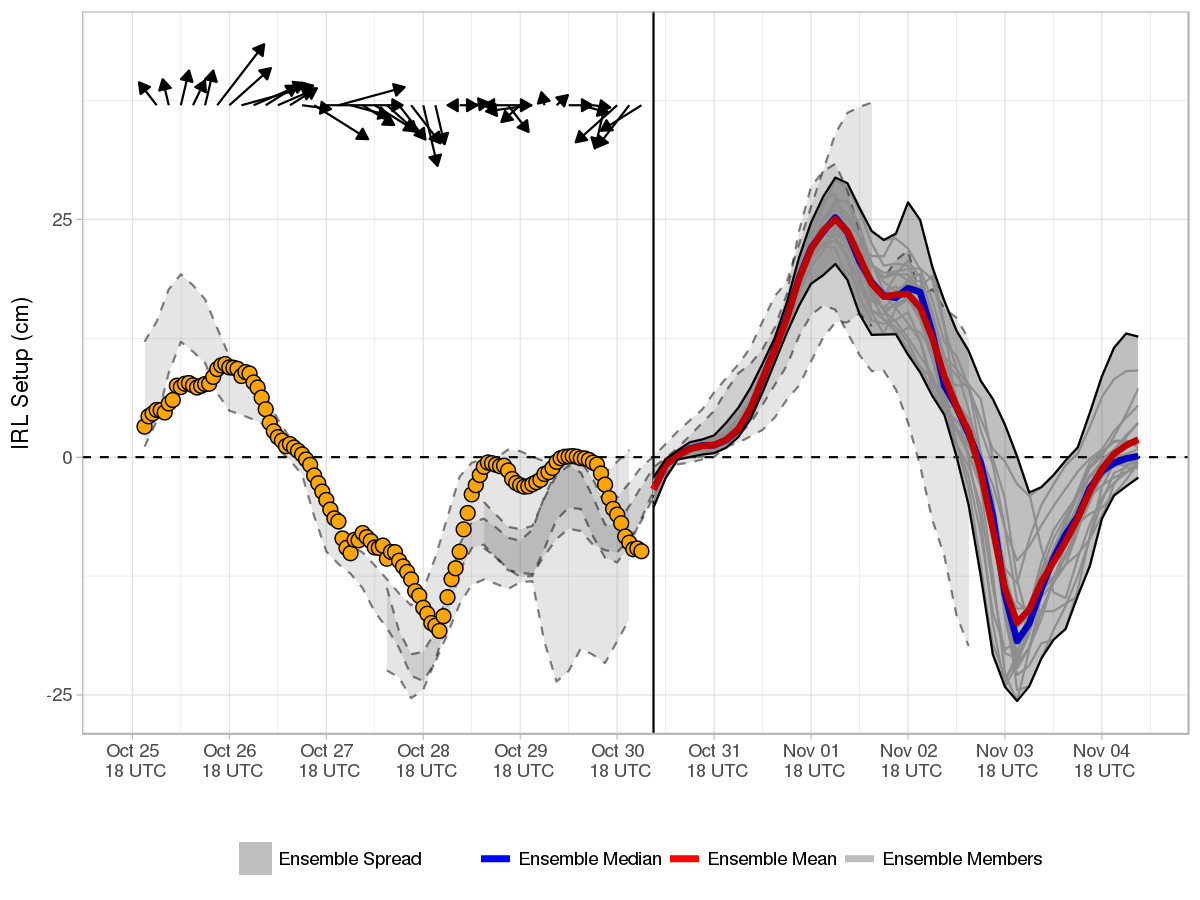 IRL Setup (cm)
25
0
-25
Oct 25 Oct 26 Oct 27 Oct 28 Oct 29 Oct 30 Oct 31 Nov 01 Nov 02 Nov 03 Nov 04
18 UTC 18 UTC 18 UTC 18 UTC 18 UTC 18 UTC 18 UTC 18 UTC 18 UTC 18 UTC 18 UTC
Ensemble Spread Ensemble Median Ensemble Mean Ensemble Members